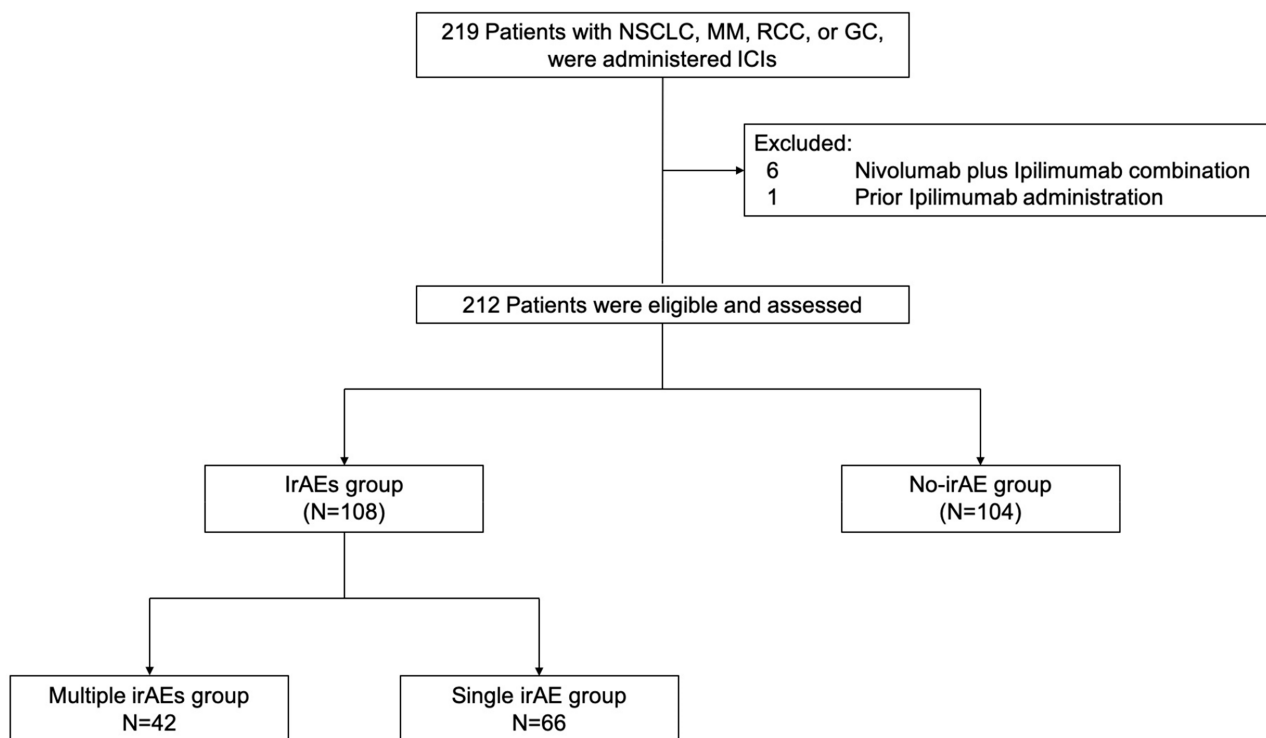 219 Patients with NSCLC, MM, RCC, or GC,
were administered ICIs
Excluded:
6 Nivolumab plus Ipilimumab combination
1 Prior Ipilimumab administration
212 Patients were eligible and assessed
IrAEs group
(N=108)
No-irAE group
(N=104)
Multiple irAEs group
N=42
Single irAE group
N=66